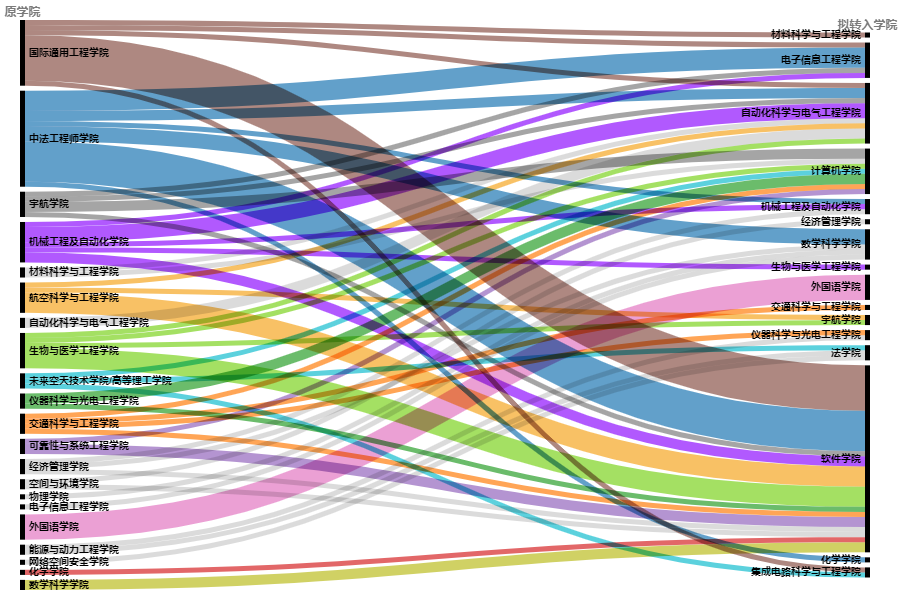 原学院
拟转入学院
国际通用工程学院
中法工程师学院
宇航学院
机械工程及自动化学院
材料科学与工程学院
航空科学与工程学院
自动化科学与电气工程学院
生物与医学工程学院
未来空天技术学院/高等理工学院
仪器科学与光电工程学院
交通科学与工程学院
可靠性与系统工程学院
经济管理学院
空间与环境学院
物理学院
电子信息工程学院
外国语学院
能源与动力工程学院
网络空间安全学院
化学学院
数学科学学院
材料科学与工程学院
电子信息工程学院
自动化科学与电气工程学院
计算机学院
机械工程及自动化学院
经济管理学院
数学科学学院
生物与医学工程学院
外国语学院
交通科学与工程学院
宇航学院
仪器科学与光电工程学院
法学院
软件学院
化学学院
集成电路科学与工程学院